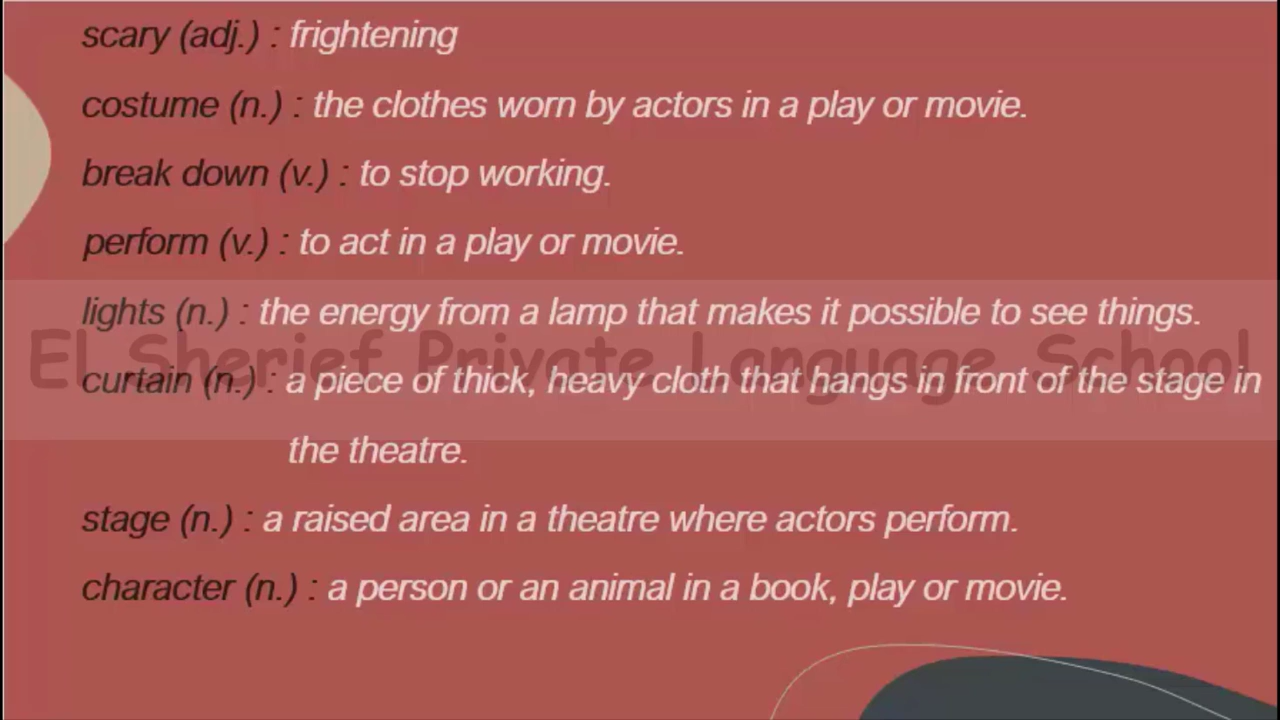 scary (adj.) : frightening
costume (n.) : the clothes worn by actors in a play or movie.
break down (v.) : to stop working.
perform (v.) : to act in a play or movie.
lights (n.) : the energy from a lamp that makes it possible to see things.
El Sherief Private Language School
curtain (n.) : a piece of thick, heavy cloth that hangs in front of the stage in
the theatre.
stage (n.) : a raised area in a theatre where actors perform.
character (n.) : a person or an animal in a book, play or movie.